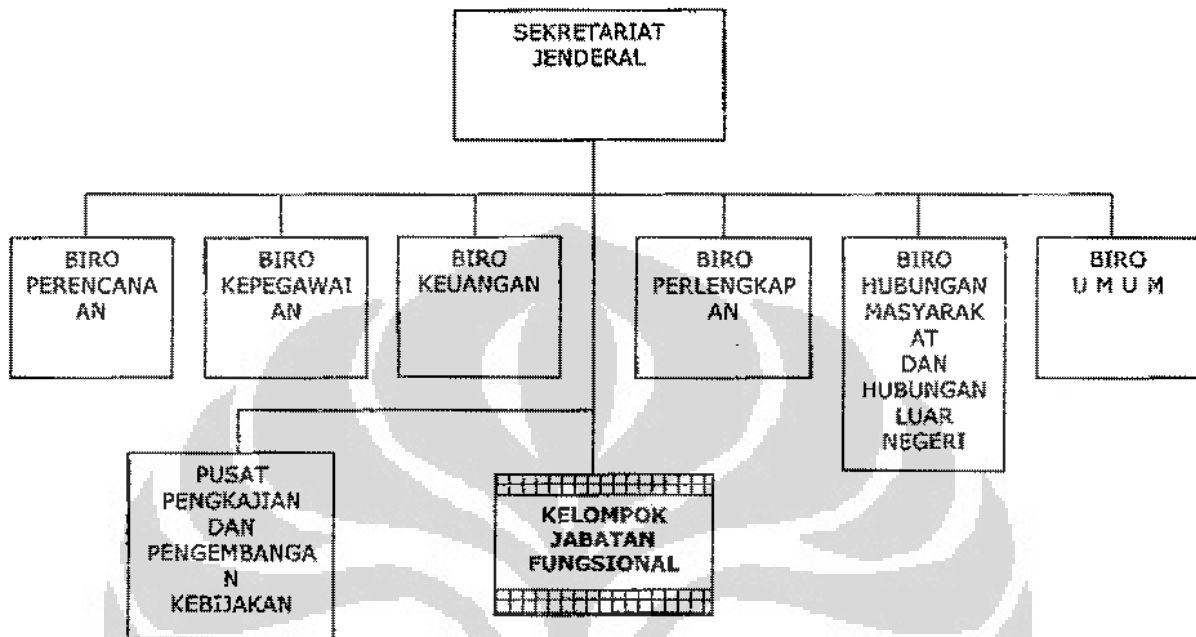 SEKRETARIAT
JENDERAL
BIRO
PERENCANA
AN
BIRO
KEPEGAWAI
AN
BIRO
KEUANGAN
BIRO
PERLENGKAP
AN
BIRO
HUBUNGAN
MASYARAK
AT
DAN
HUBUNGAN
LUAR
NEGERI
BIRO
U M U M
PUSAT
PENGKAJIAN
DAN
PENGEMBANGA
N
KEBIJAKAN
KELOMPOK
JABATAN
FUNGSIONAL